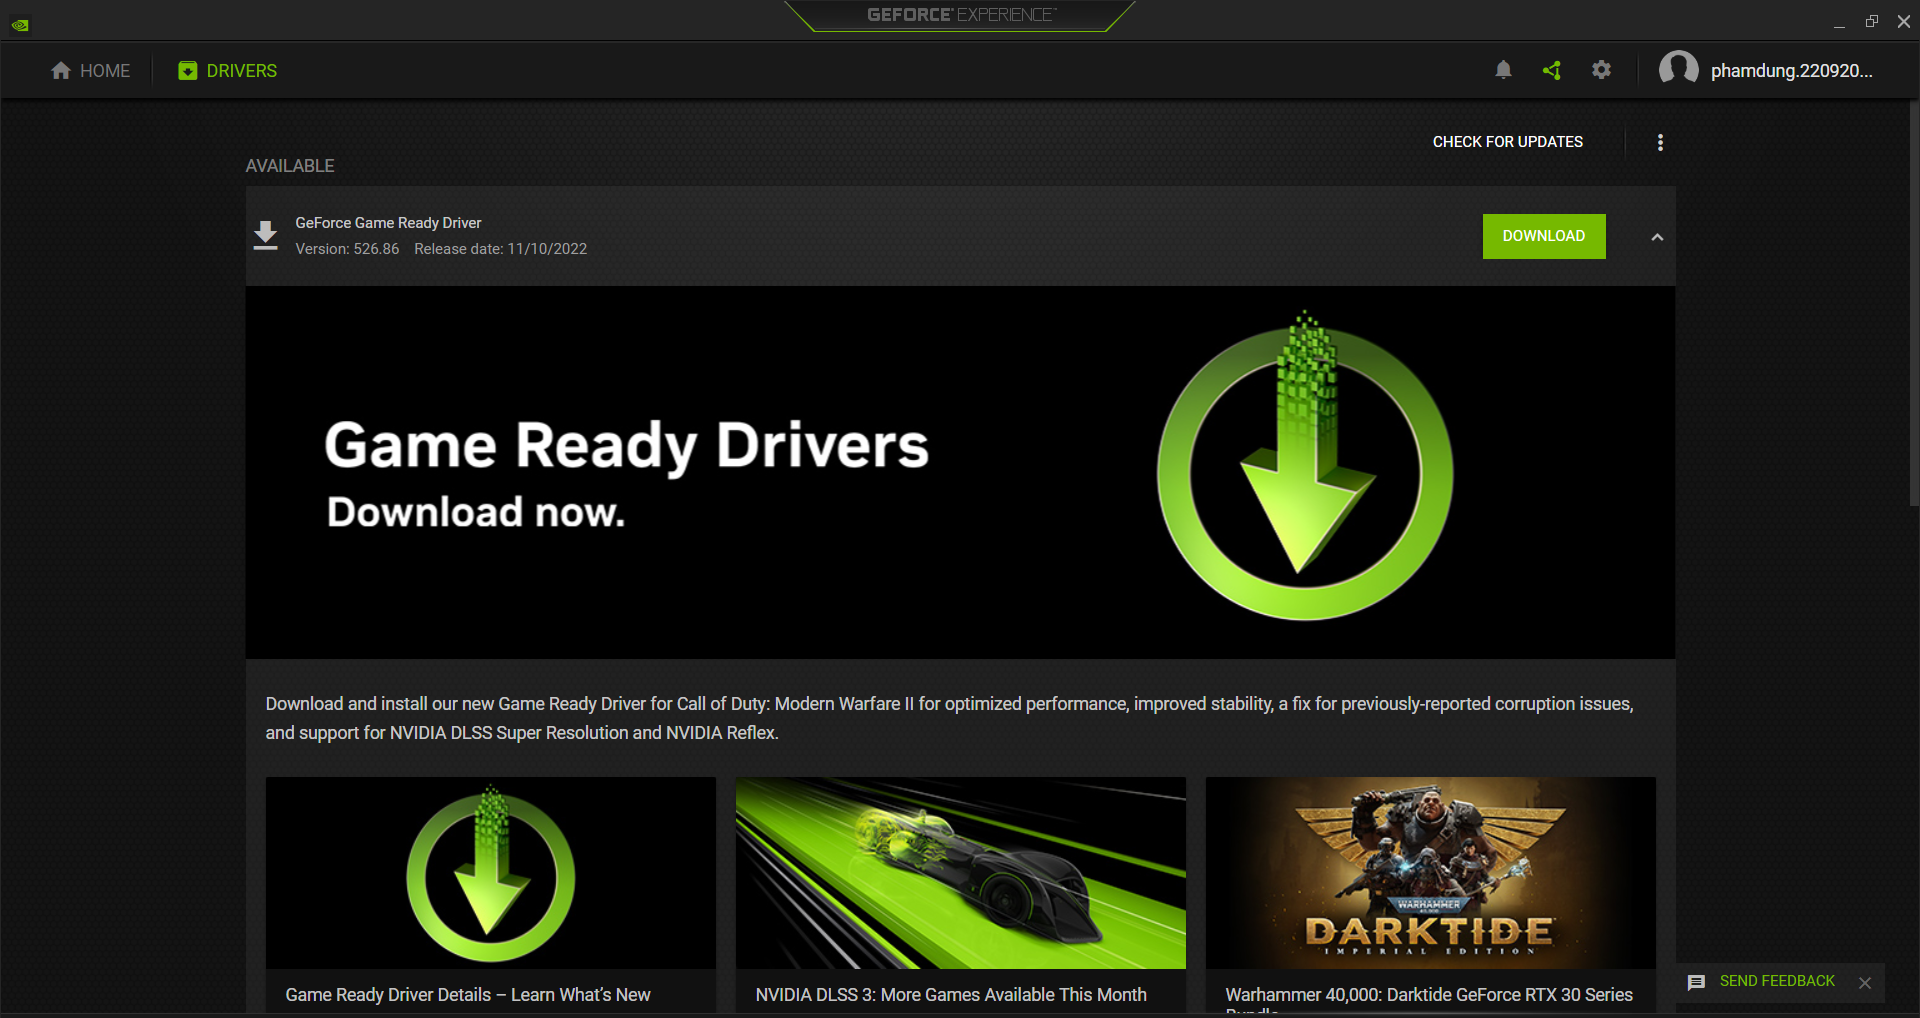 GEFORCE EXPERIENCE
HOME
DRIVERS
phamdung.220920...
CHECK FOR UPDATES
AVAILABLE
GeForce Game Ready Driver
Version: 526.86 Release date: 11/10/2022
DOWNLOAD
Game Ready Drivers
Download now.
Download and install our new Game Ready Driver for Call of Duty: Modern Warfare II for optimized performance, improved stability, a fix for previously-reported corruption issues,
and support for NVIDIA DLSS Super Resolution and NVIDIA Reflex.
WARHAMMER
40,000
DARKTIDE
IMPERIAL EDITION
Game Ready Driver Details – Learn What's New
NVIDIA DLSS 3: More Games Available This Month
Warhammer 40,000: Darktide GeForce RTX 30 Series
Bundle
SEND FEEDBACK